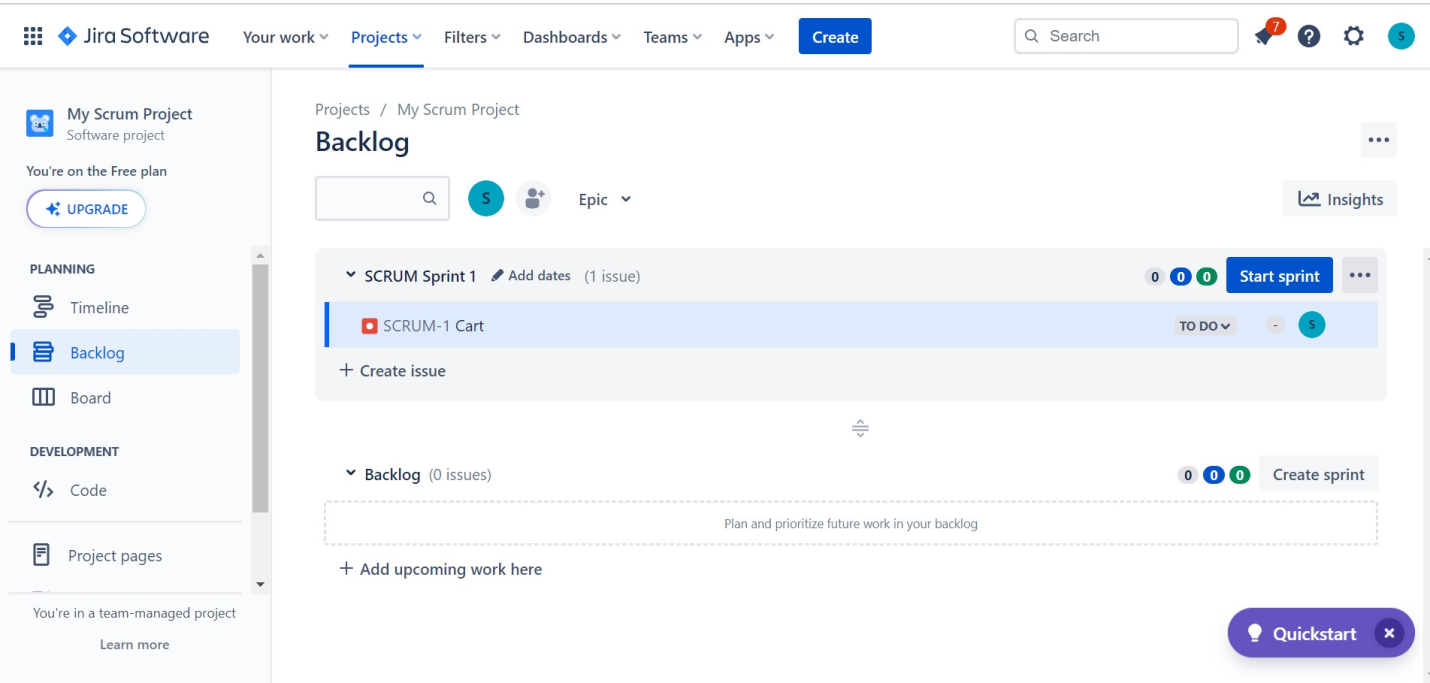 Jira Software Your work Projects Filters Dashboards Teams Apps Create Search 7 S
My Scrum Project
Software project
You're on the Free plan
UPGRADE
PLANNING
Timeline
Backlog
Board
DEVELOPMENT
Code
Project pages
You're in a team-managed project
Learn more
Projects / My Scrum Project
Backlog
S Epic Insights
SCRUM Sprint 1 Add dates (1 issue) 0 0 0 Start sprint
SCRUM-1 Cart TO DO - S
+ Create issue
Backlog (0 issues) 0 0 0 Create sprint
Plan and prioritize future work in your backlog
+ Add upcoming work here
Quickstart